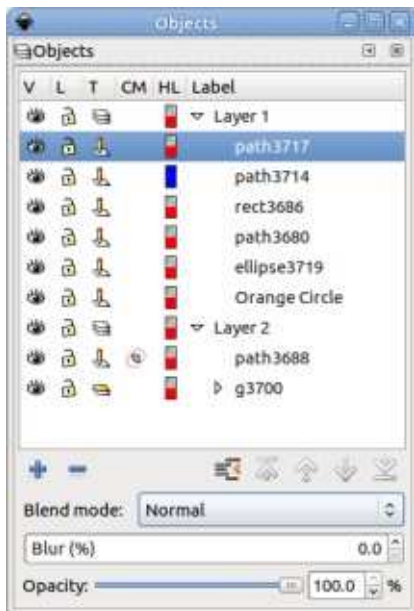 Objects
Objects
V L T CM HL Label
Layer 1
path3717
path3714
rect3686
path3680
ellipse3719
Orange Circle
Layer 2
path3688
g3700
Blend mode: Normal
Blur (%) 0.0
Opacity: 100.0 %